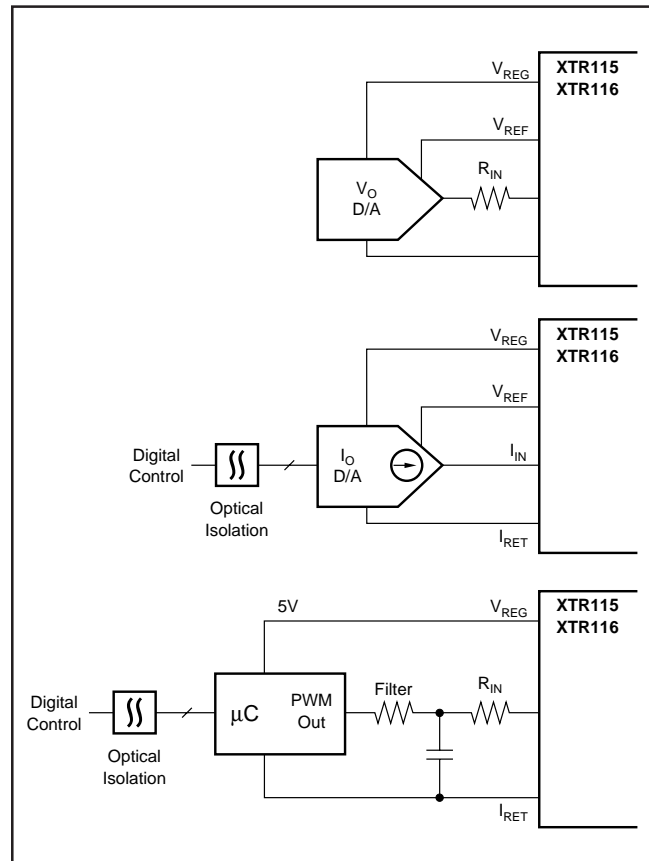 V_REG
XTR115
XTR116
V_REF
R_IN
V_O
D/A
V_REG
XTR115
XTR116
V_REF
Digital
Control
I_O
D/A
I_IN
Optical
Isolation
I_RET
5V
V_REG
XTR115
XTR116
Digital
Control
µC
PWM
Out
Filter
R_IN
Optical
Isolation
I_RET